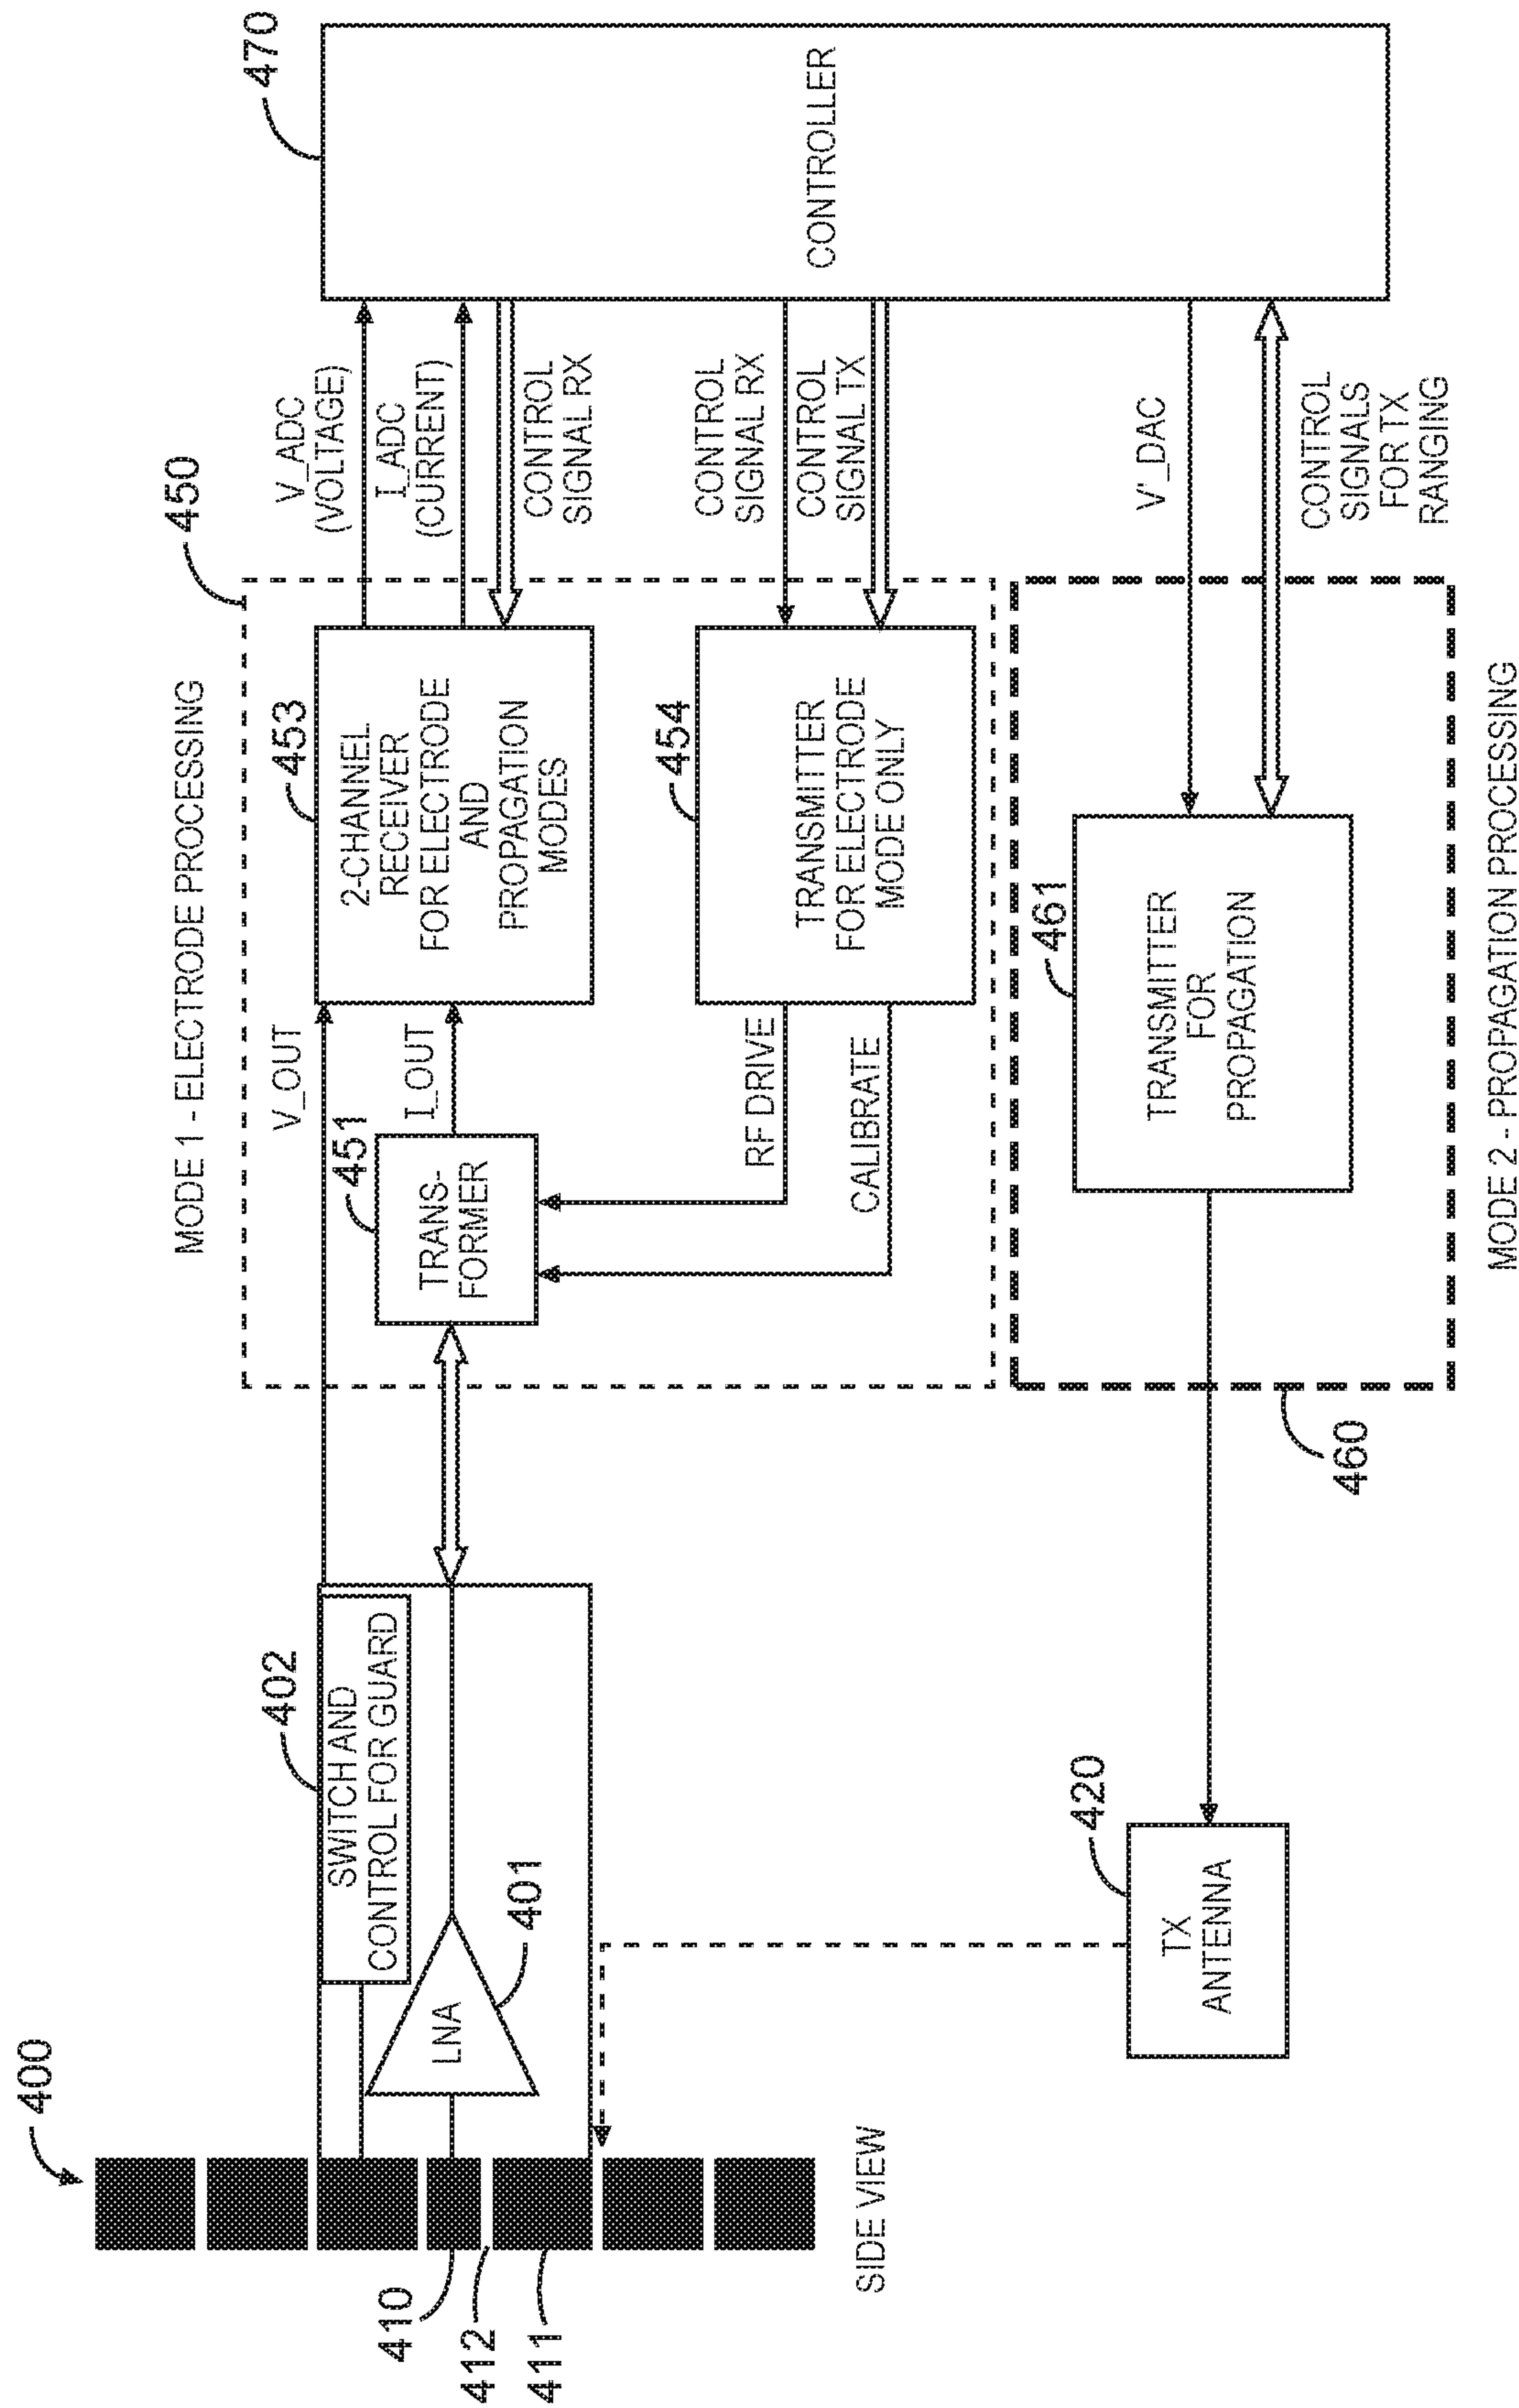 400
410
412
411
SIDE VIEW
402
SWITCH AND
CONTROL FOR GUARD
LNA
401
420
TX
ANTENNA
MODE 1 - ELECTRODE PROCESSING
450
V_OUT
451
TRANS-
FORMER
I_OUT
453
2-CHANNEL
RECEIVER
FOR ELECTRODE
AND
PROPAGATION
MODES
RF DRIVE
CALIBRATE
454
TRANSMITTER
FOR ELECTRODE
MODE ONLY
460
461
TRANSMITTER
FOR
PROPAGATION
MODE 2 - PROPAGATION PROCESSING
V_ADC
(VOLTAGE)
I_ADC
(CURRENT)
CONTROL
SIGNAL RX
CONTROL
SIGNAL RX
CONTROL
SIGNAL TX
V'_DAC
CONTROL
SIGNALS
FOR TX
RANGING
470
CONTROLLER